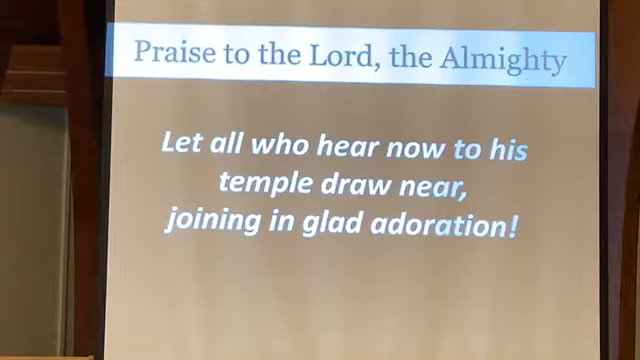 Praise to the Lord, the Almighty
Let all who hear now to his
temple draw near,
joining in glad adoration!